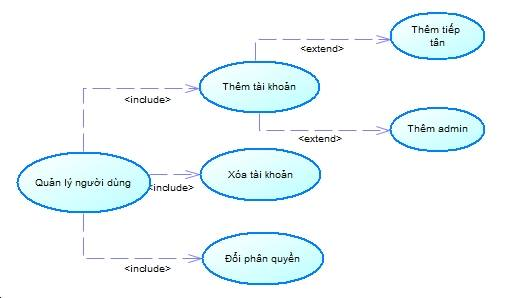 Thêm tiếp
tân
<extend>
Thêm tài khoản
<include>
Thêm admin
<extend>
Xóa tài khoản
Quản lý người dùng
<include>
Đổi phân quyền
<include>